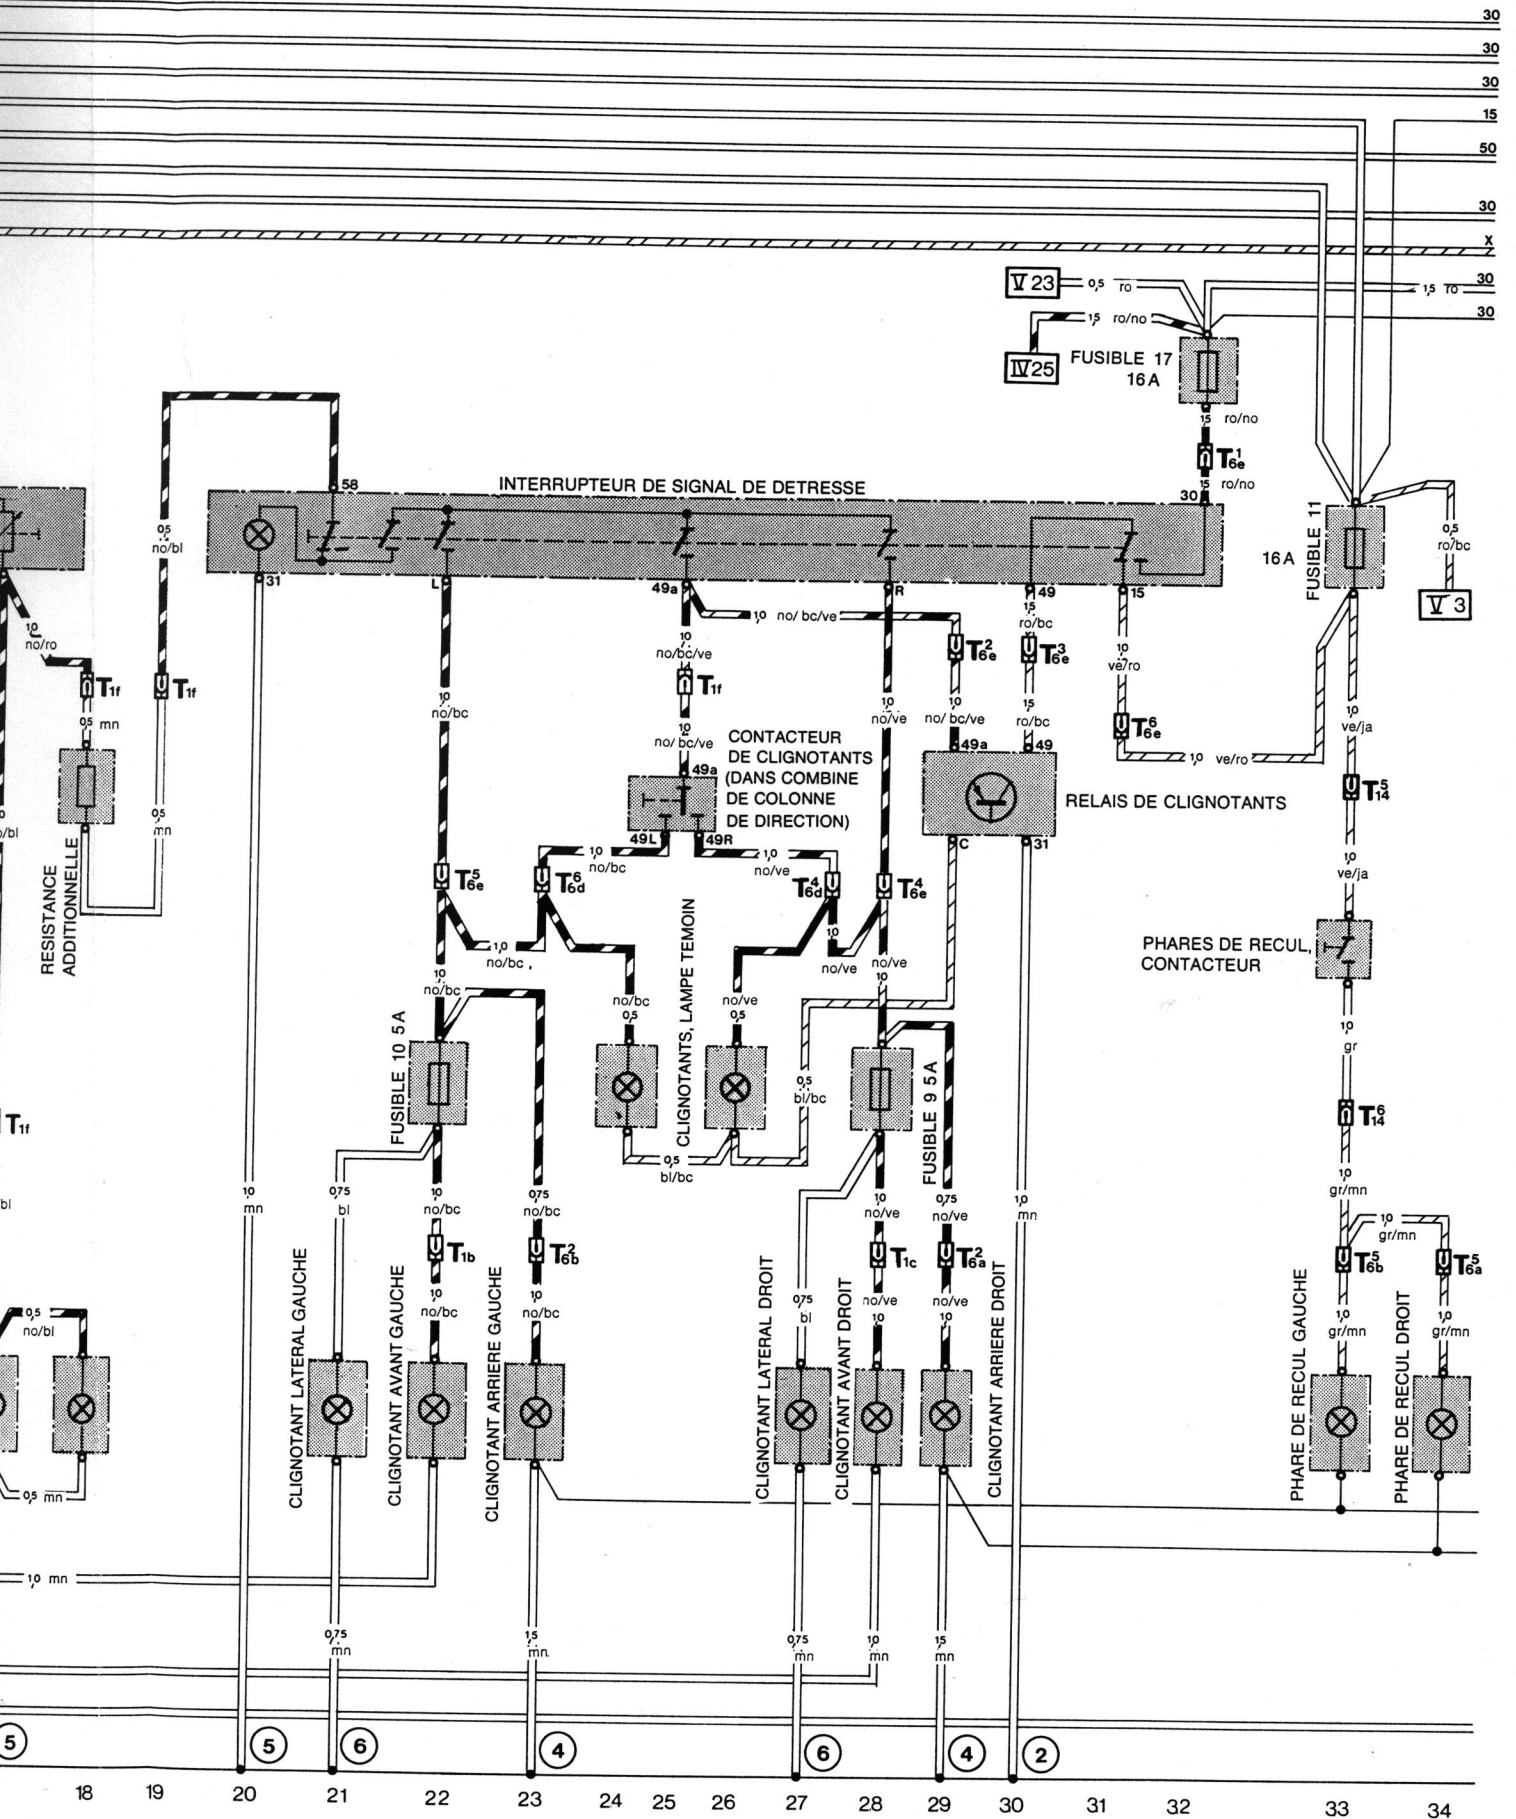 30
30
30
15
50
30
X
V 23
0,5 ro
30
1,5 ro
1,5 ro/no
30
IV 25
FUSIBLE 17
16 A
1,5 ro/no
T6e1
1,5 ro/no
30
INTERRUPTEUR DE SIGNAL DE DETRESSE
58
31
L
49a
R
49
15
FUSIBLE 11
16 A
0,5
ro/bc
V 3
0,5
no/bl
1,0
no/ro
T1f
T1f
0,5 mn
0,5
mn
RESISTANCE
ADDITIONNELLE
1,0 no/bc/ve
1,0
no/bc/ve
T1f
1,0
no/bc/ve
1,0
no/bc
1,0
no/ve
T6e2
1,0
no/bc/ve
1,5
ro/bc
T6e3
1,5
ro/bc
1,0
ve/ro
T6e6
1,0 ve/ro
1,0
ve/ja
T14 5
1,0
ve/ja
CONTACTEUR
DE CLIGNOTANTS
(DANS COMBINE
DE COLONNE
DE DIRECTION)
49a
49L
49R
49a
49
RELAIS DE CLIGNOTANTS
C
31
1,0
no/bc
1,0
no/ve
T6e5
T6d6
T6d4
T6e4
1,0
no/bc
1,0
no/ve
no/ve
1,0
PHARES DE RECUL,
CONTACTEUR
1,0
no/bc
no/bc
0,5
no/ve
0,5
CLIGNOTANTS, LAMPE TEMOIN
FUSIBLE 10 5 A
FUSIBLE 9 5 A
0,5
bl/bc
0,5
bl/bc
1,0
gr
T14 6
1,0
gr/mn
1,0
gr/mn
T6b5
T6a5
1,0
gr/mn
1,0
gr/mn
T1f
bl
1,0
mn
0,75
bl
1,0
no/bc
T1b
1,0
no/bc
0,75
no/bc
T6b2
1,0
no/bc
0,75
bl
1,0
no/ve
T1c
no/ve
1,0
0,75
no/ve
T6a2
no/ve
1,0
1,0
mn
0,5
no/bl
0,5 mn
CLIGNOTANT LATERAL GAUCHE
CLIGNOTANT AVANT GAUCHE
CLIGNOTANT ARRIERE GAUCHE
CLIGNOTANT LATERAL DROIT
CLIGNOTANT AVANT DROIT
CLIGNOTANT ARRIERE DROIT
PHARE DE RECUL GAUCHE
PHARE DE RECUL DROIT
1,0 mn
0,75
mn
1,5
mn
0,75
mn
1,0
mn
1,5
mn
5
5
6
4
6
4
2
18 19 20 21 22 23 24 25 26 27 28 29 30 31 32 33 34